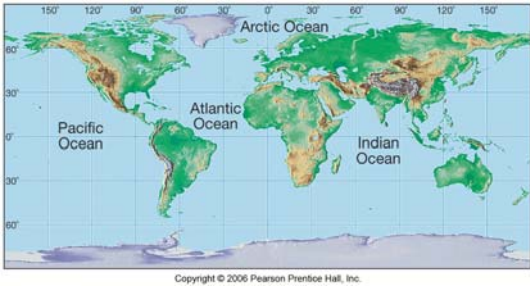 150° 120° 90° 60° 30° 0° 30° 60° 90° 120° 150°
Arctic Ocean
60°
30°
Atlantic
Ocean
Pacific
Ocean
Indian
Ocean
0°
30°
60°
Copyright © 2006 Pearson Prentice Hall, Inc.